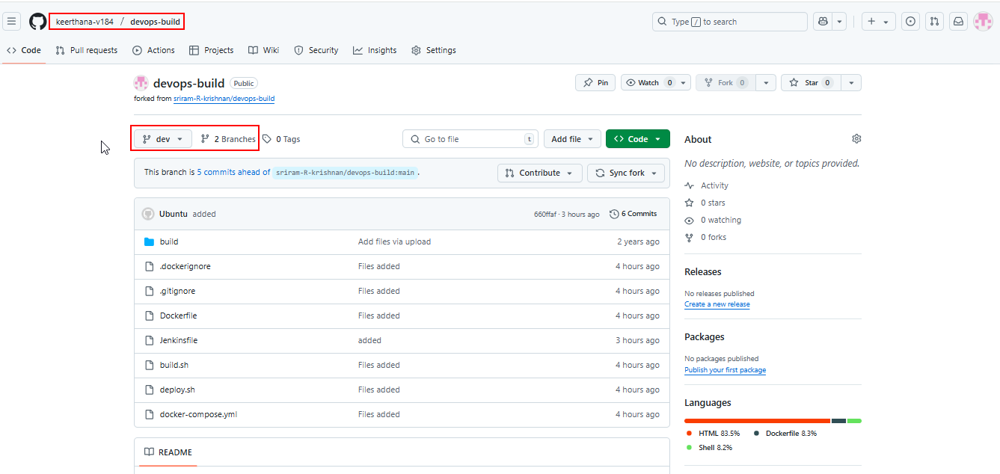 keerthana-v184 / devops-build
Type / to search
Code Pull requests Actions Projects Wiki Security Insights Settings
devops-build Public
Pin Watch 0 Fork 0 Star 0
forked from sriram-R-krishnan/devops-build
dev 2 Branches 0 Tags
Go to file t
Add file
Code
This branch is 5 commits ahead of sriram-R-krishnan/devops-build:main .
Contribute Sync fork
Ubuntu added 660ffaf · 3 hours ago 6 Commits
build Add files via upload 2 years ago
.dockerignore Files added 4 hours ago
.gitignore Files added 4 hours ago
Dockerfile Files added 4 hours ago
Jenkinsfile added 3 hours ago
build.sh Files added 4 hours ago
deploy.sh Files added 4 hours ago
docker-compose.yml Files added 4 hours ago
README
About
No description, website, or topics provided.
Activity
0 stars
0 watching
0 forks
Releases
No releases published
Create a new release
Packages
No packages published
Publish your first package
Languages
HTML 83.5% Dockerfile 8.3%
Shell 8.2%